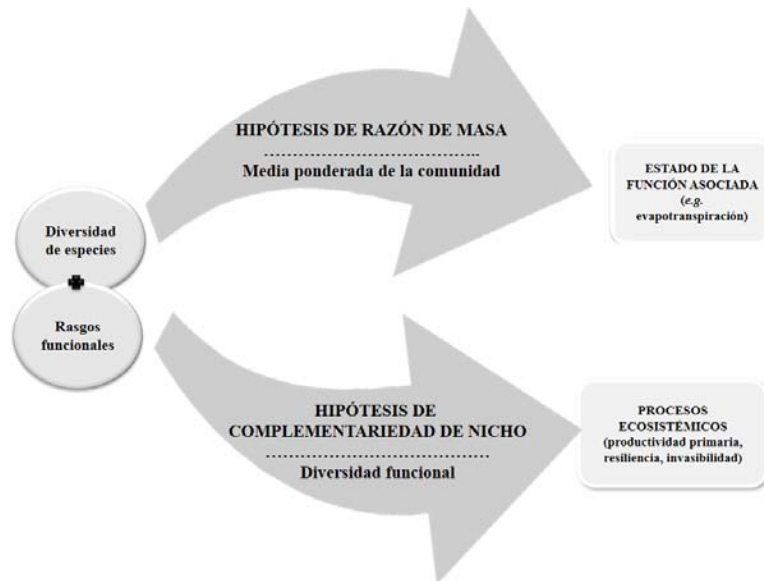 HIPÓTESIS DE RAZÓN DE MASA
Media ponderada de la comunidad
ESTADO DE LA
FUNCIÓN ASOCIADA
(e.g.
evapotranspiración)
Diversidad
de especies
Rasgos
funcionales
HIPÓTESIS DE
COMPLEMENTARIEDAD DE NICHO
Diversidad funcional
PROCESOS
ECOSISTÉMICOS
(productividad primaria,
resiliencia, invasibilidad)